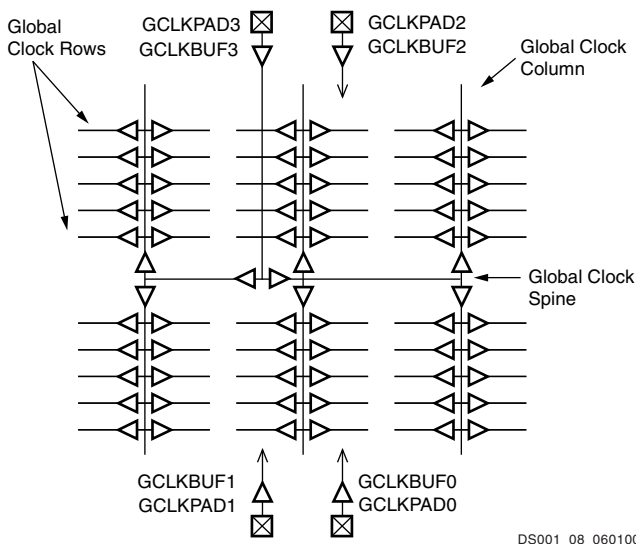 GCLKPAD3
GCLKBUF3
GCLKPAD2
GCLKBUF2
Global
Clock Rows
Global Clock
Column
Global Clock
Spine
GCLKBUF1
GCLKPAD1
GCLKBUF0
GCLKPAD0
DS001_08_060100